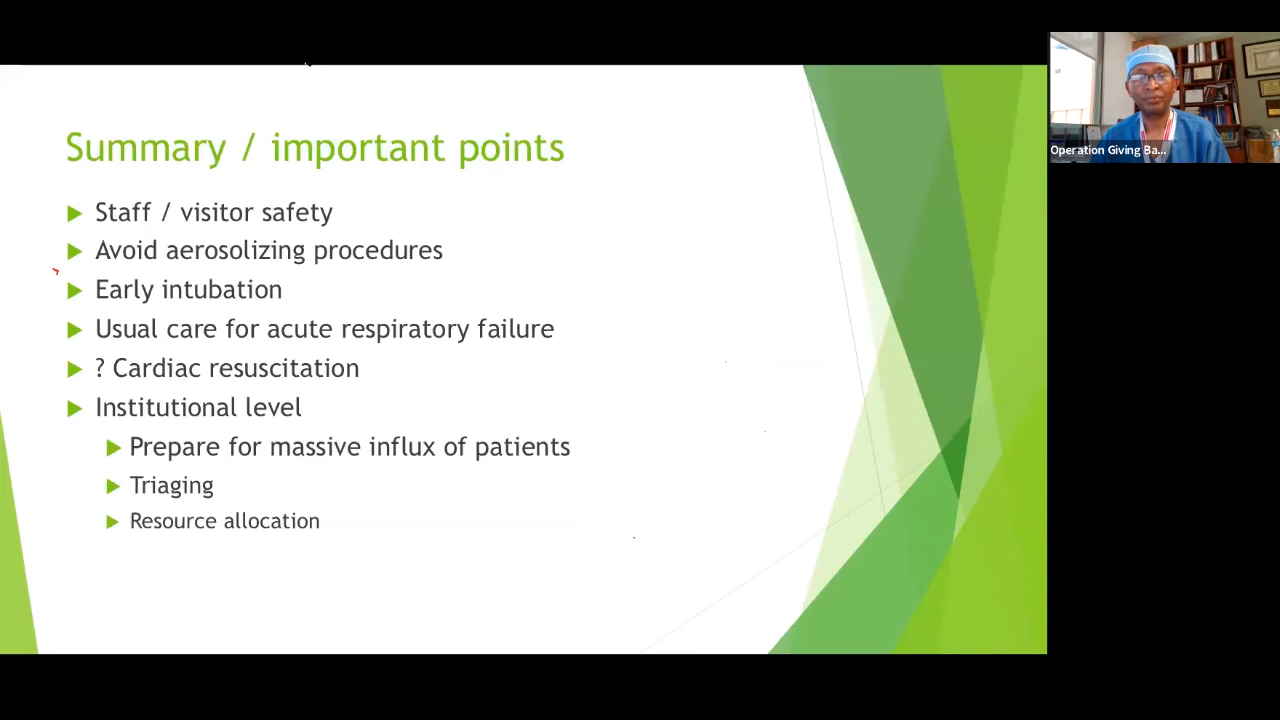 Summary / important points
Staff / visitor safety
Avoid aerosolizing procedures
Early intubation
Usual care for acute respiratory failure
? Cardiac resuscitation
Institutional level
Prepare for massive influx of patients
Triaging
Resource allocation
Operation Giving Ba...